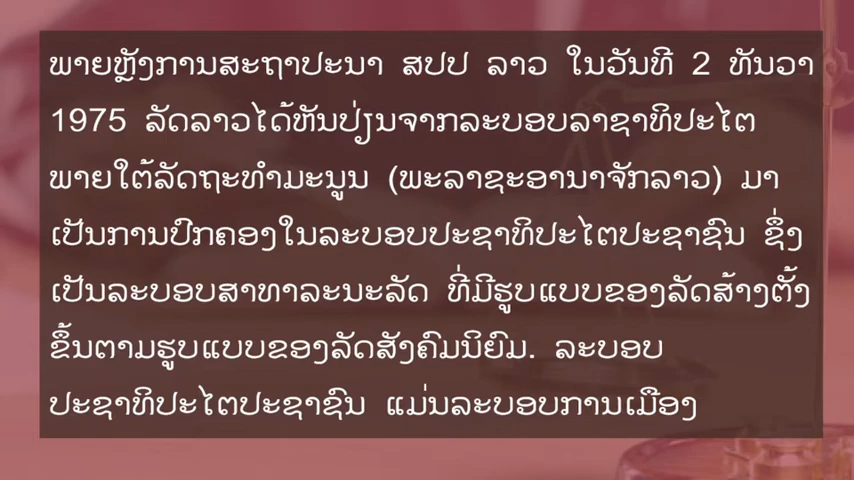 ພາຍຫຼັງການສະຖາປະນາ ສປປ ລາວ ໃນວັນທີ 2 ທັນວາ
1975 ລັດລາວໄດ້ຫັນປ່ຽນຈາກລະບອບລາຊາທິປະໄຕ
ພາຍໃຕ້ລັດຖະທຳມະນູນ (ພະລາຊະອານາຈັກລາວ) ມາ
ເປັນການປົກຄອງໃນລະບອບປະຊາທິປະໄຕປະຊາຊົນ ຊຶ່ງ
ເປັນລະບອບສາທາລະນະລັດ ທີ່ມີຮູບແບບຂອງລັດສ້າງຕັ້ງ
ຂຶ້ນຕາມຮູບແບບຂອງລັດສັງຄົມນິຍົມ. ລະບອບ
ປະຊາທິປະໄຕປະຊາຊົນ ແມ່ນລະບອບການເມືອງ